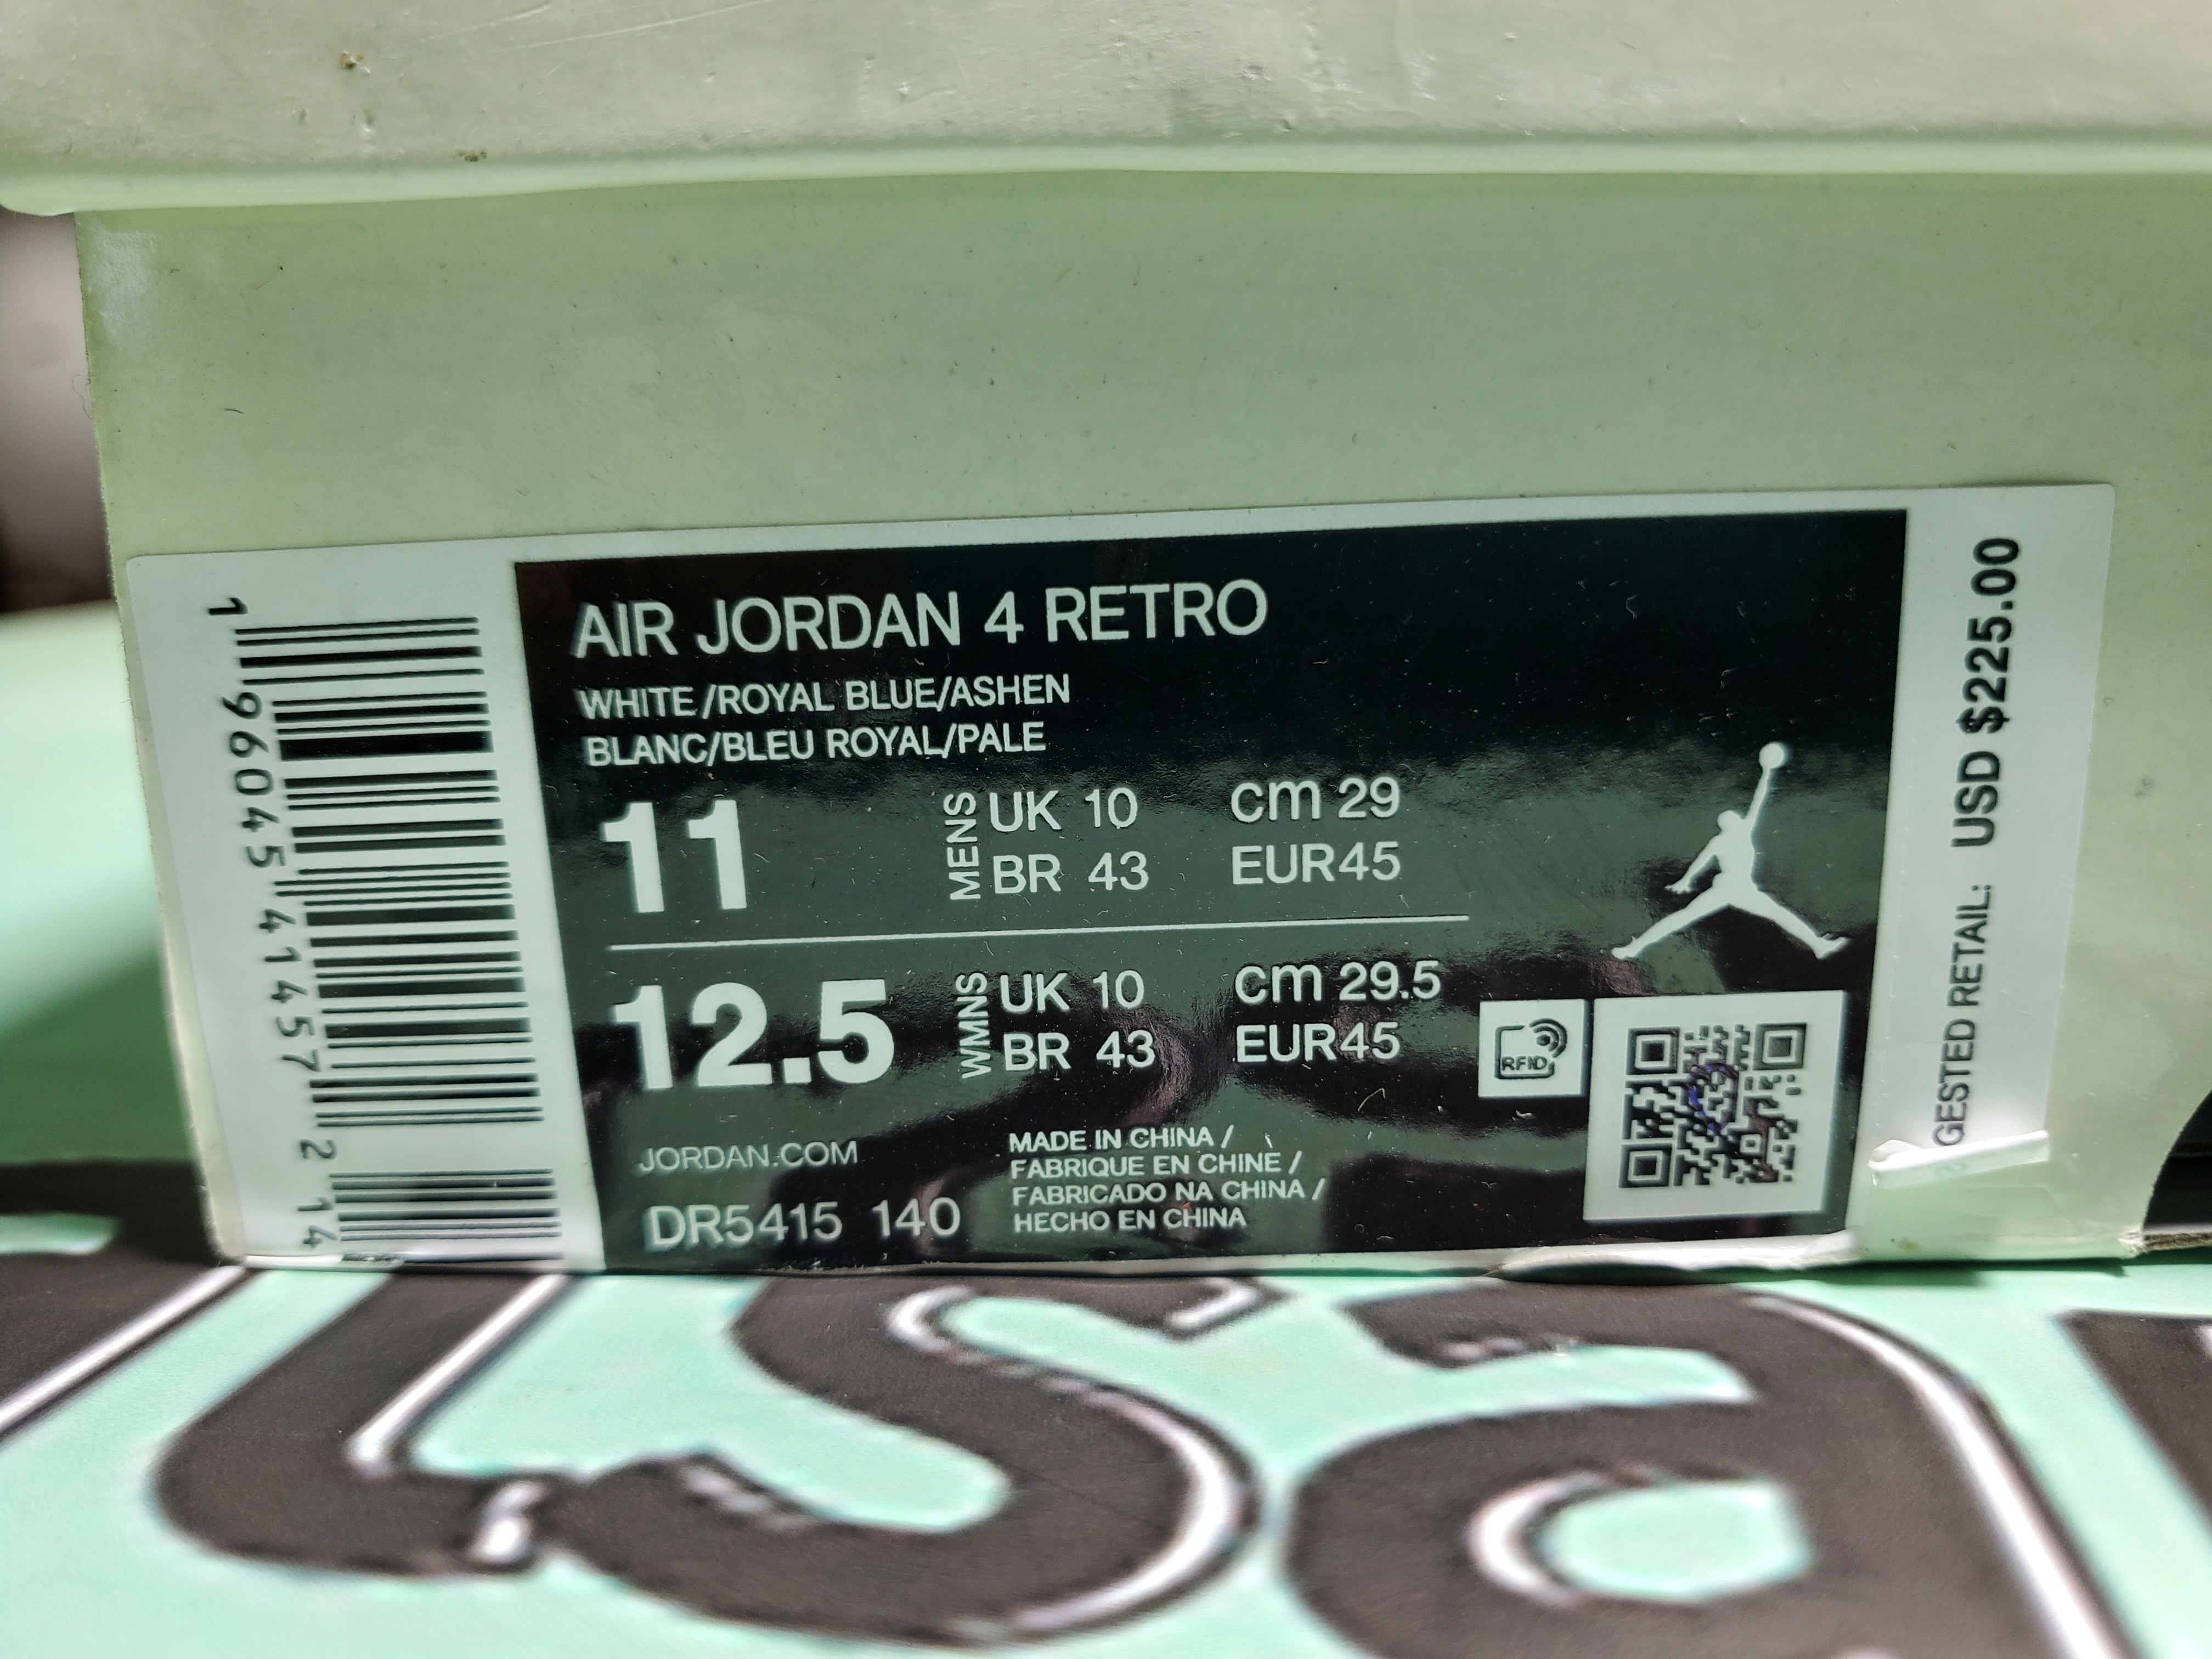 1 96045 41457 2 14
AIR JORDAN 4 RETRO
WHITE/ROYAL BLUE/ASHEN
BLANC/BLEU ROYAL/PALE
11 MENS UK 10 cm 29
BR 43 EUR45
12.5 WMNS UK 10 cm 29.5
BR 43 EUR45
RFID
JORDAN.COM
DR5415 140
MADE IN CHINA /
FABRIQUE EN CHINE /
FABRICADO NA CHINA /
HECHO EN CHINA
GESTED RETAIL: USD $225.00